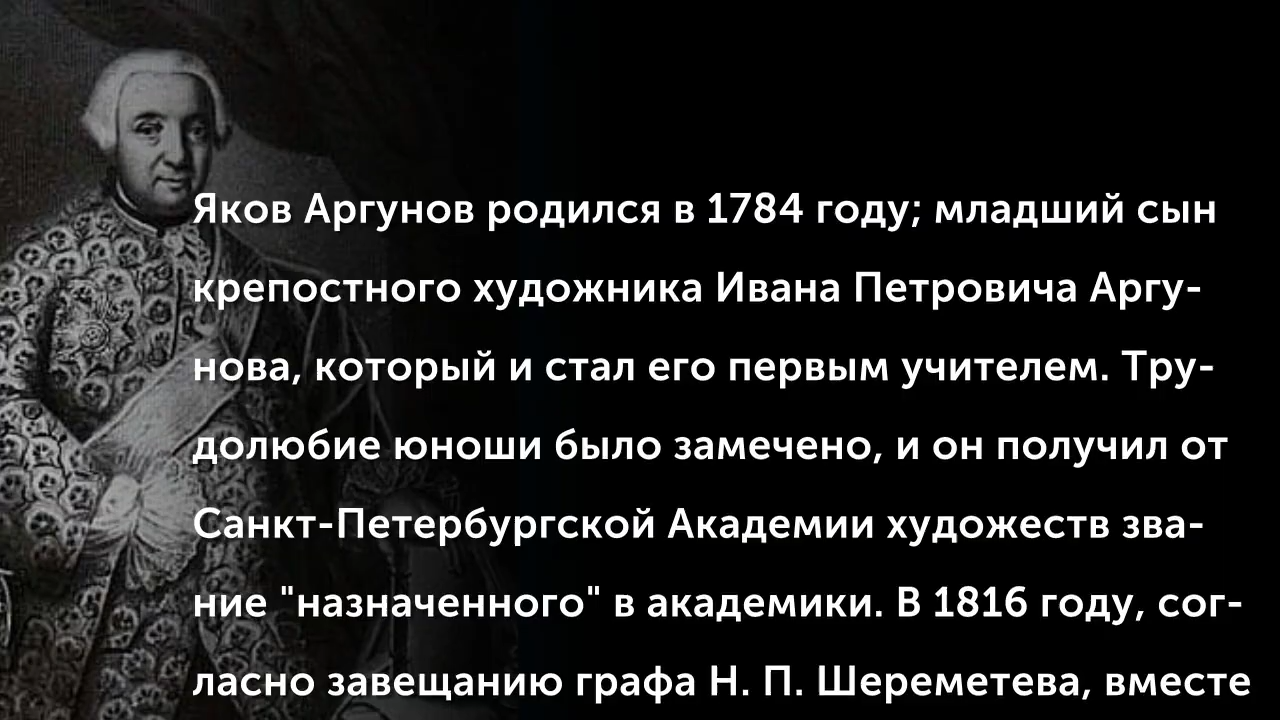 Яков Аргунов родился в 1784 году; младший сын
крепостного художника Ивана Петровича Аргу-
нова, который и стал его первым учителем. Тру-
долюбие юноши было замечено, и он получил от
Санкт-Петербургской Академии художеств зва-
ние "назначенного" в академики. В 1816 году, сог-
ласно завещанию графа Н. П. Шереметева, вместе